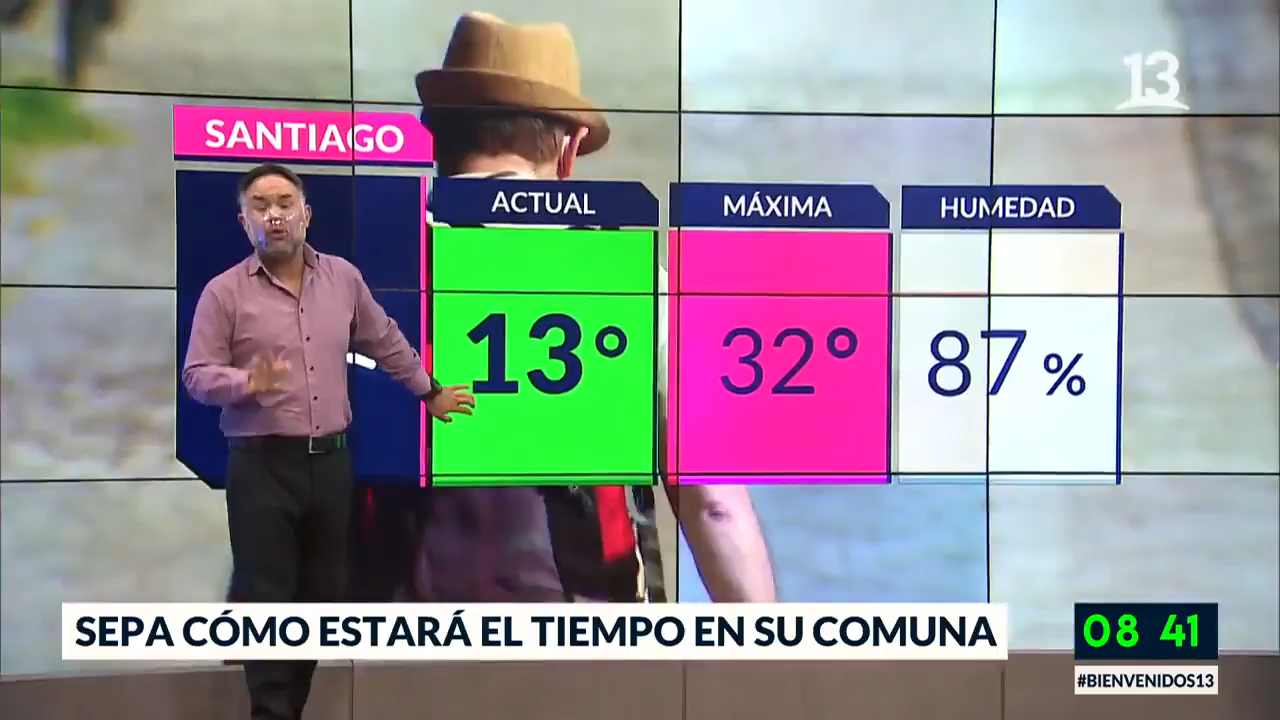 13
SANTIAGO
ACTUAL
MÁXIMA
HUMEDAD
13°
32°
87 %
SEPA CÓMO ESTARÁ EL TIEMPO EN SU COMUNA
08 41
#BIENVENIDOS13